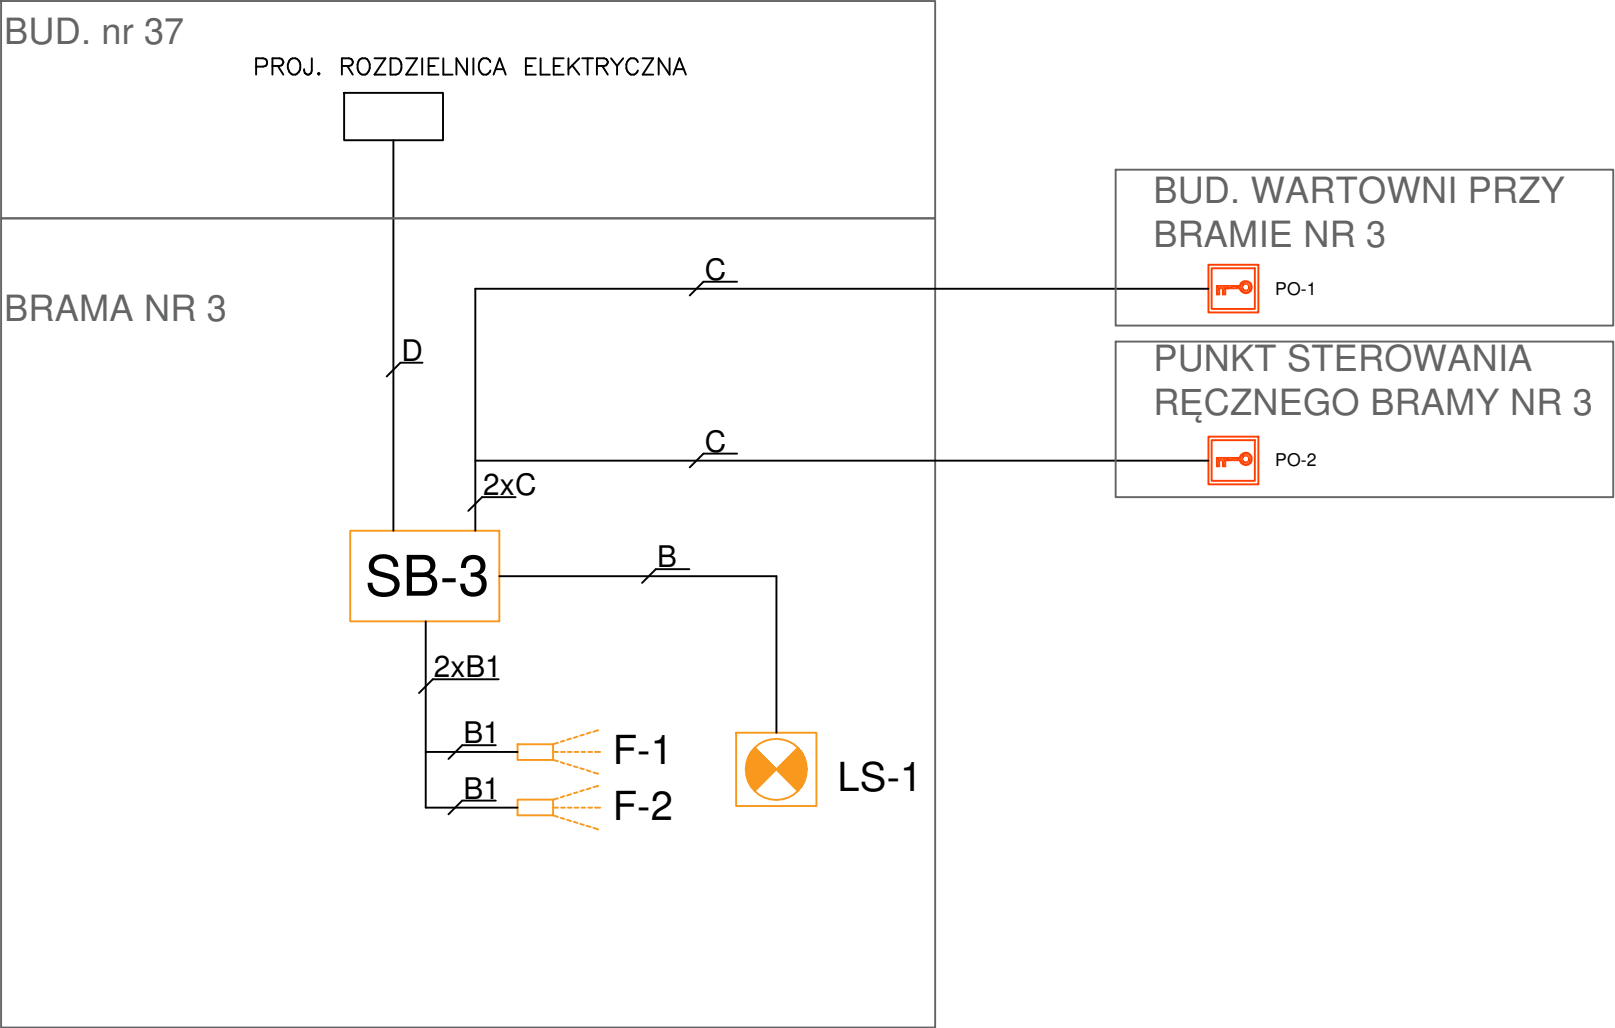 BUD. nr 37
PROJ. ROZDZIELNICA ELEKTRYCZNA
BUD. WARTOWNI PRZY
BRAMIE NR 3
PO-1
C
BRAMA NR 3
D
PUNKT STEROWANIA
RĘCZNEGO BRAMY NR 3
PO-2
C
2xC
SB-3
B
2xB1
B1
F-1
B1
F-2
LS-1